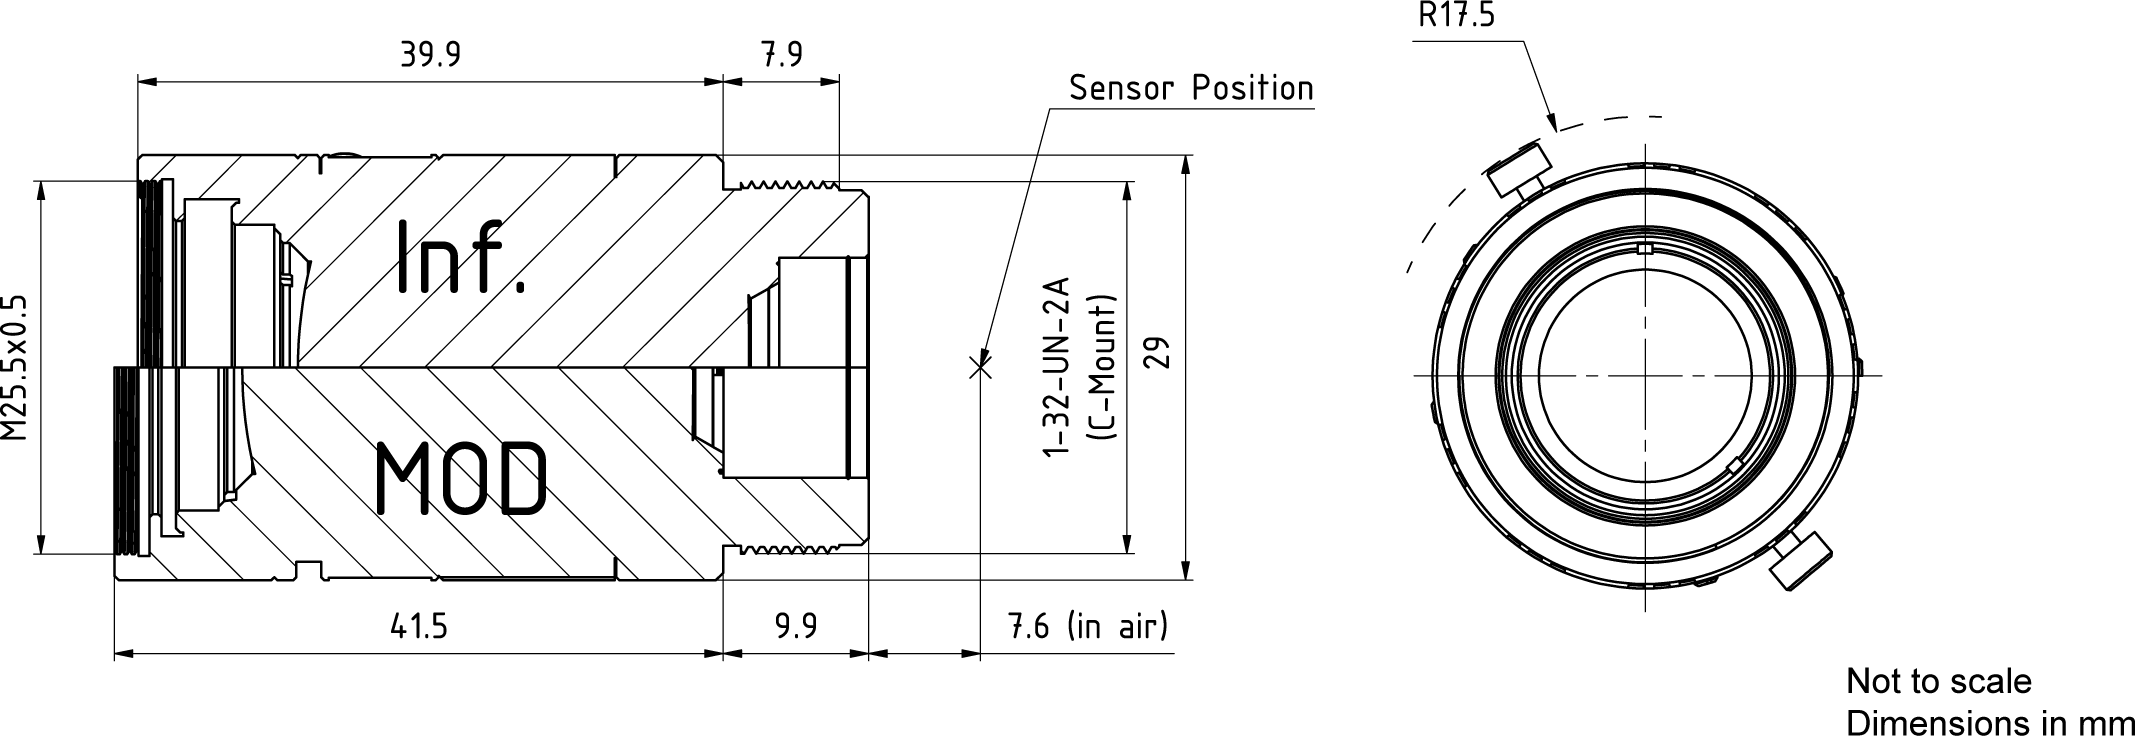 R17.5
39.9
7.9
Sensor Position
Inf.
M25.5x0.5
1-32-UN-2A
(C-Mount)
29
MOD
41.5
9.9
7.6 (in air)
Not to scale
Dimensions in mm